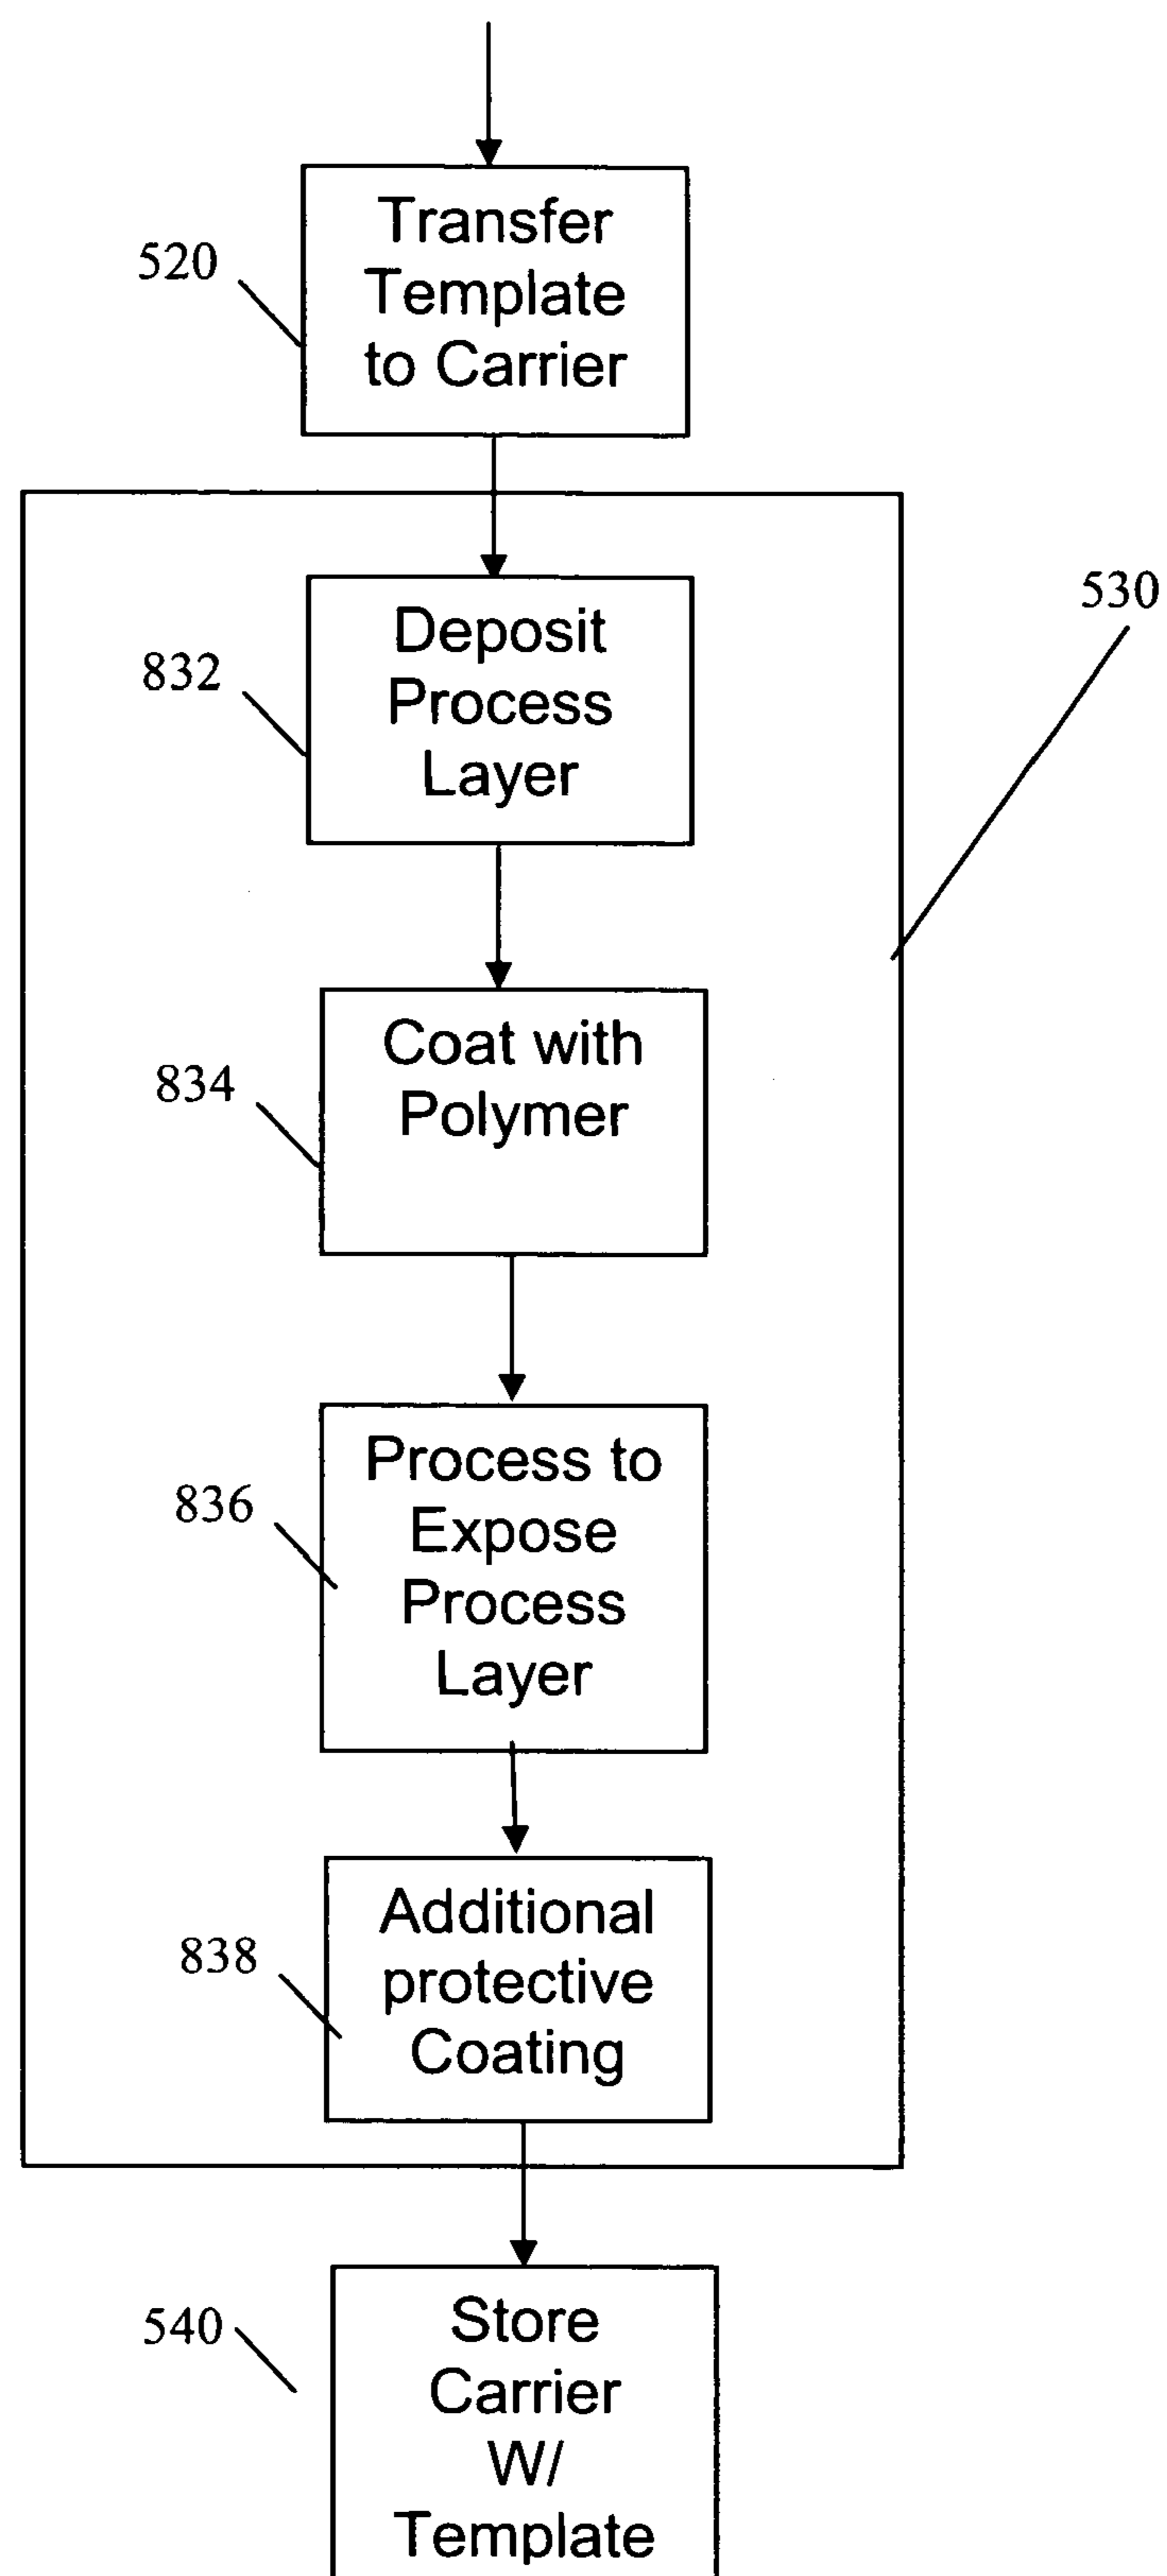 520
Transfer
Template
to Carrier
530
832
Deposit
Process
Layer
834
Coat with
Polymer
836
Process to
Expose
Process
Layer
838
Additional
protective
Coating
540
Store
Carrier
W/
Template